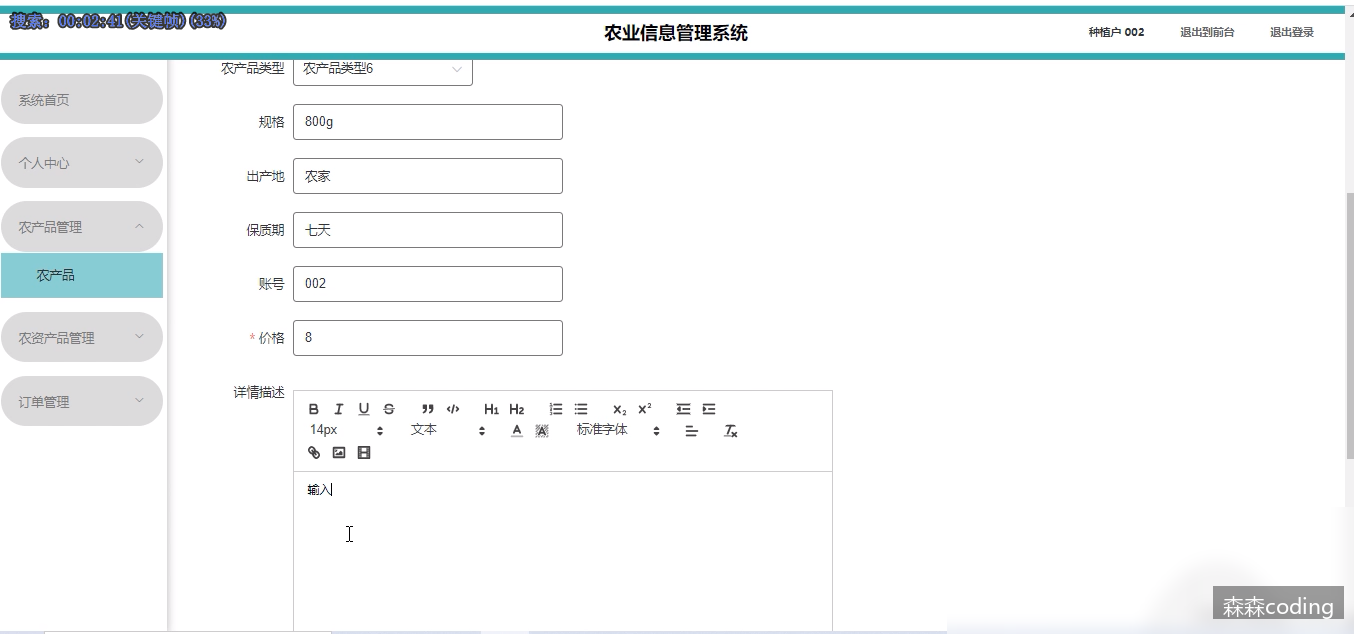 搜索: 00:02:41(关键帧) (33%)
农业信息管理系统
种植户 002
退出到前台
退出登录
系统首页
个人中心
农产品管理
农产品
农资产品管理
订单管理
农产品类型 农产品类型6
规格 800g
出产地 农家
保质期 七天
账号 002
* 价格 8
详情描述
B I U S H1 H2 X2 X2
14px 文本 A A 标准字体 Tx
输入
森森coding